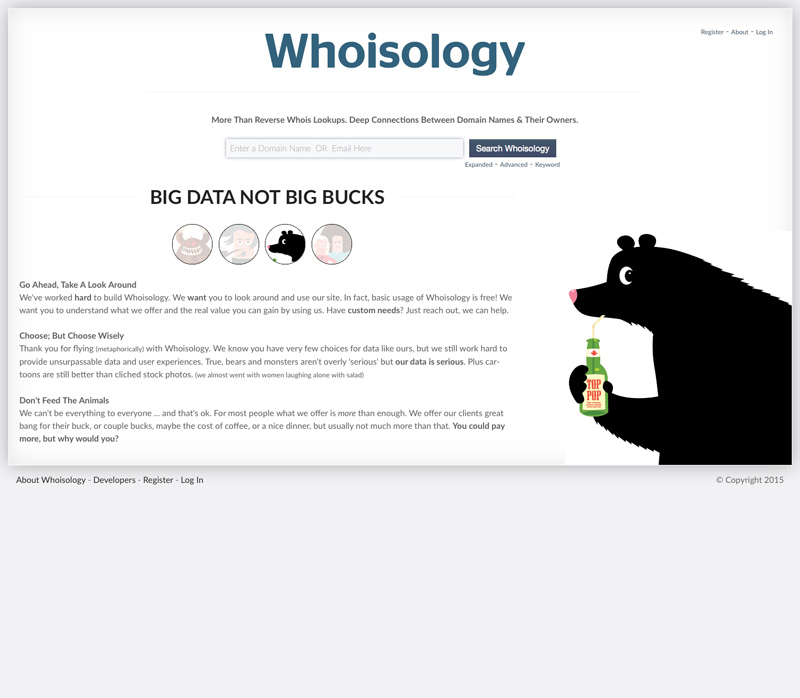 Register - About - Log In
Whoisology
More Than Reverse Whois Lookups. Deep Connections Between Domain Names & Their Owners.
Enter a Domain Name OR Email Here
Search Whoisology
Expanded - Advanced - Keyword
BIG DATA NOT BIG BUCKS
Go Ahead, Take A Look Around
We've worked hard to build Whoisology. We want you to look around and use our site. In fact, basic usage of Whoisology is free! We
want you to understand what we offer and the real value you can gain by using us. Have custom needs? Just reach out, we can help.
Choose; But Choose Wisely
Thank you for flying (metaphorically) with Whoisology. We know you have very few choices for data like ours, but we still work hard to
provide unsurpassable data and user experiences. True, bears and monsters aren't overly 'serious' but our data is serious. Plus car-
toons are still better than cliched stock photos. (we almost went with women laughing alone with salad)
Don't Feed The Animals
We can't be everything to everyone ... and that's ok. For most people what we offer is more than enough. We offer our clients great
bang for their buck, or couple bucks, maybe the cost of coffee, or a nice dinner, but usually not much more than that. You could pay
more, but why would you?
TOP
POP
About Whoisology - Developers - Register - Log In
© Copyright 2015